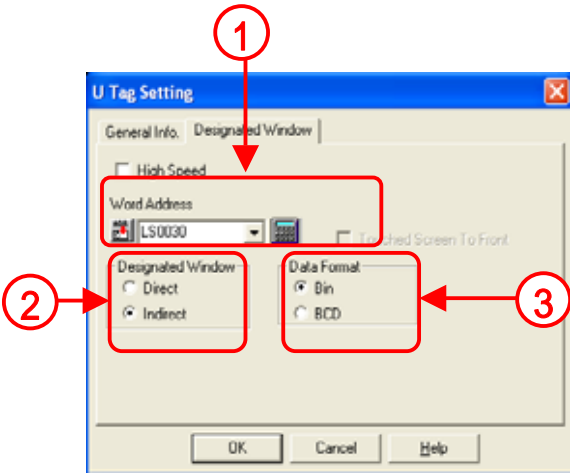 1
U Tag Setting
General Info. Designated Window
High Speed
Word Address
LS0030
Touched Screen To Front
Designated Window Data Format
2 Direct Bin 3
Indirect BCD
OK Cancel Help